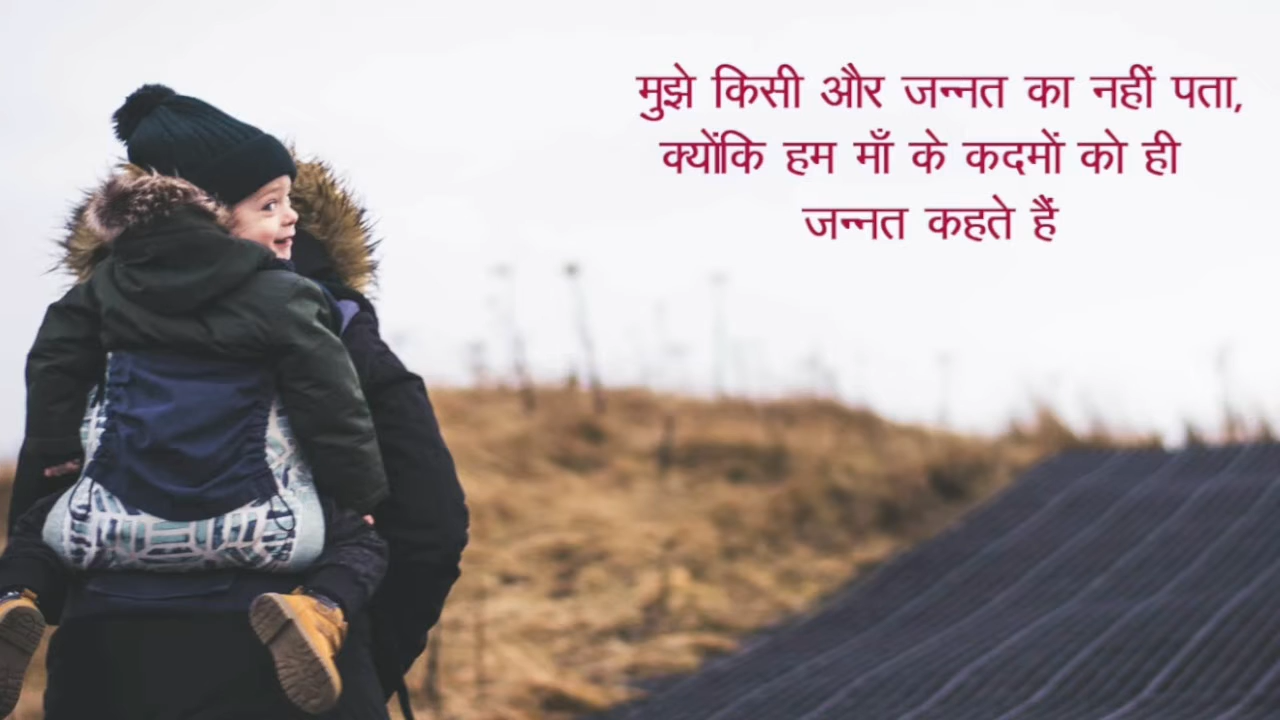 मुझे किसी और जन्नत का नहीं पता,
क्योंकि हम माँ के कदमों को ही
जन्नत कहते हैं